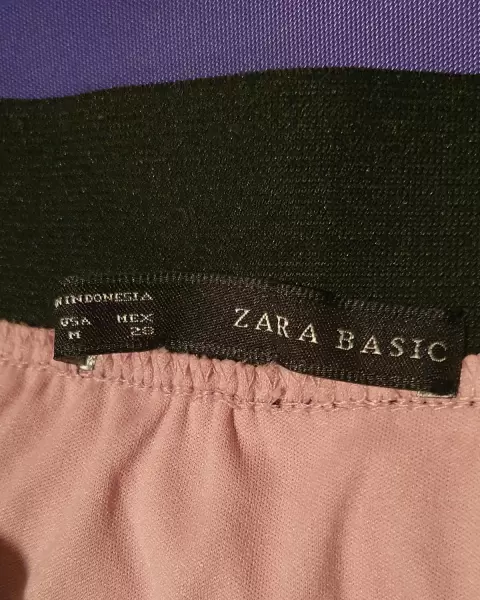 INDONESIA
USA MEX
M 28
ZARA BASIC